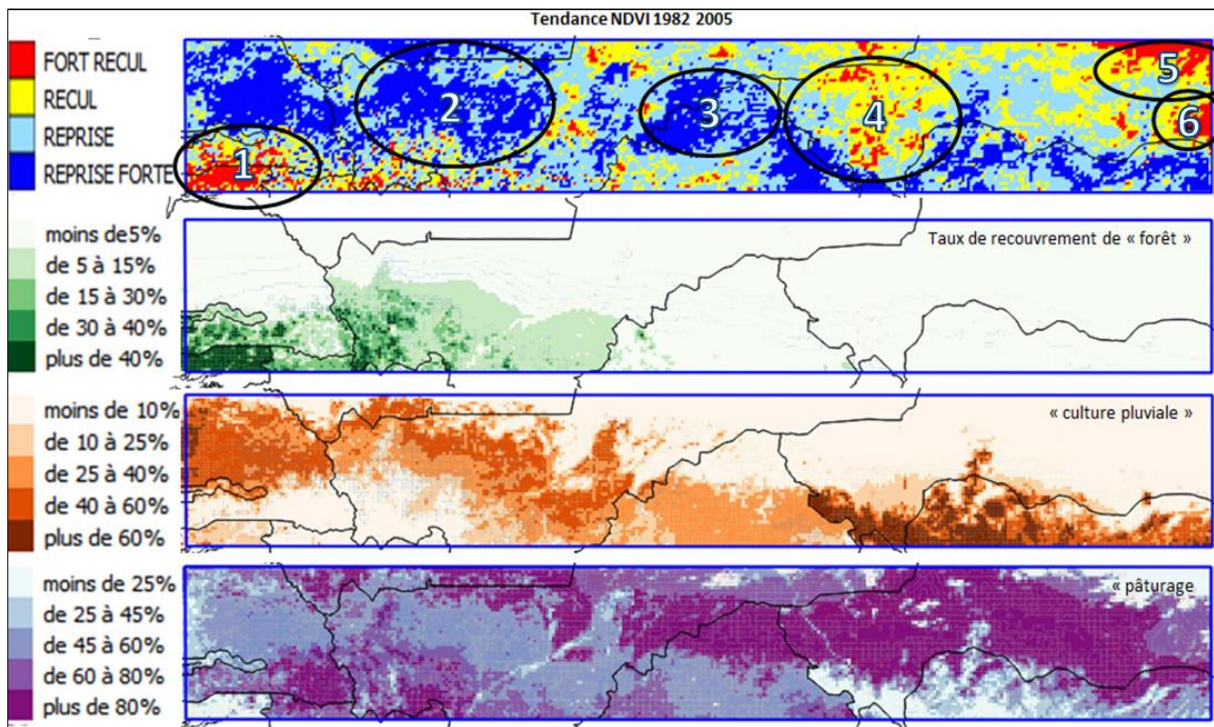 Tendance NDVI 1982 2005
FORT RECUL
RECUL
REPRISE
REPRISE FORTE
1
2
3
4
5
6
moins de5%
de 5 à 15%
de 15 à 30%
de 30 à 40%
plus de 40%
Taux de recouvrement de « forêt »
moins de 10%
de 10 à 25%
de 25 à 40%
de 40 à 60%
plus de 60%
« culture pluviale »
moins de 25%
de 25 à 45%
de 45 à 60%
de 60 à 80%
plus de 80%
« pâturage